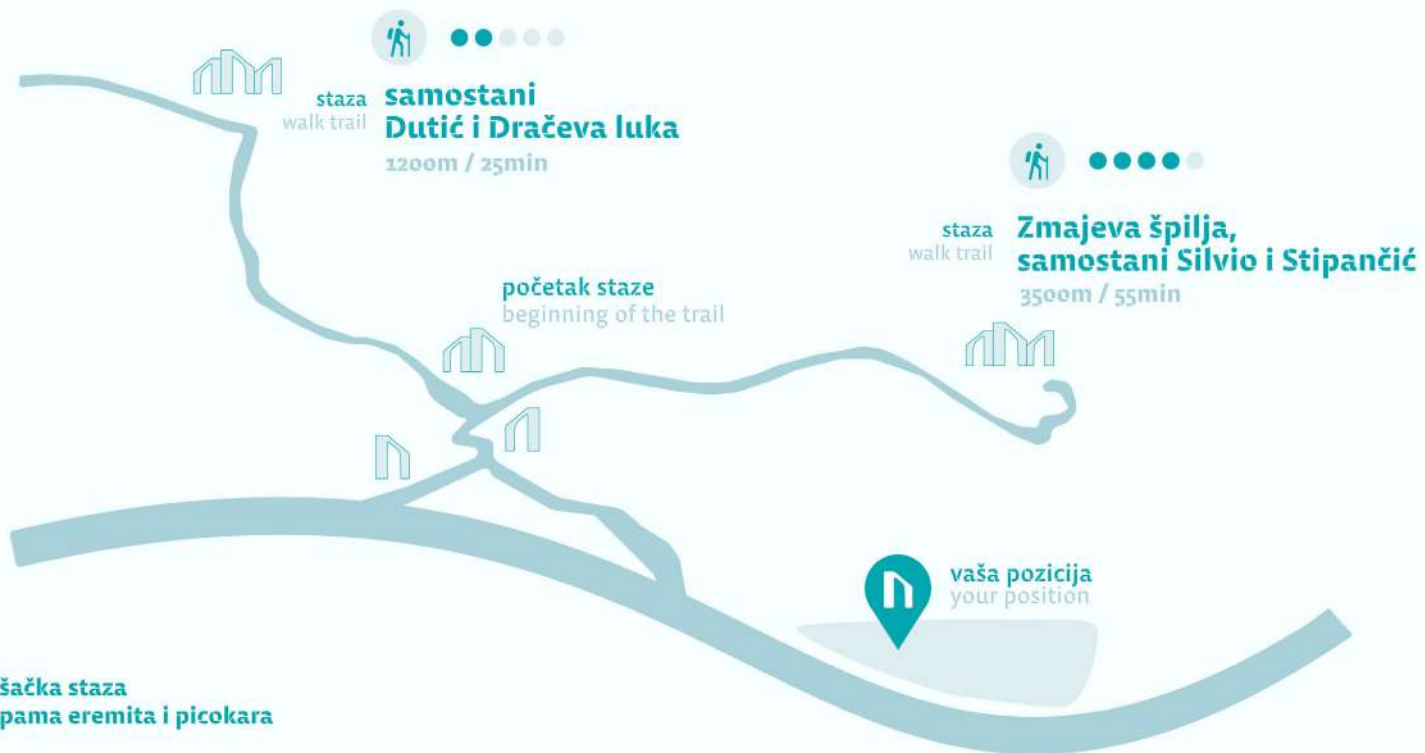 staza
walk trail
samostani
Dutić i Dračeva luka
1200m / 25min
staza
walk trail
Zmajeva špilja,
samostani Silvio i Stipančić
3500m / 55min
početak staze
beginning of the trail
vaša pozicija
your position
šačka staza
pama eremita i picokara